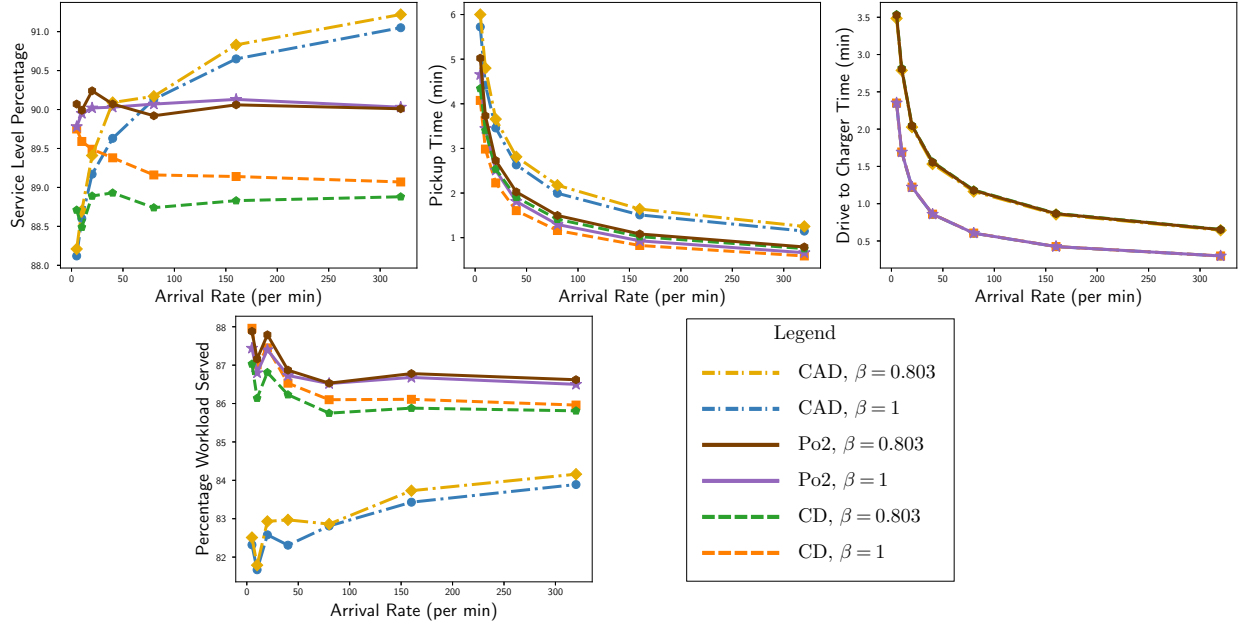 Service Level Percentage
91.0
90.5
90.0
89.5
89.0
88.5
88.0
0 50 100 150 200 250 300
Arrival Rate (per min)
Pickup Time (min)
6
5
4
3
2
1
0 50 100 150 200 250 300
Arrival Rate (per min)
Drive to Charger Time (min)
3.5
3.0
2.5
2.0
1.5
1.0
0.5
0 50 100 150 200 250 300
Arrival Rate (per min)
Percentage Workload Served
88
87
86
85
84
83
82
0 50 100 150 200 250 300
Arrival Rate (per min)
Legend
CAD, β = 0.803
CAD, β = 1
Po2, β = 0.803
Po2, β = 1
CD, β = 0.803
CD, β = 1